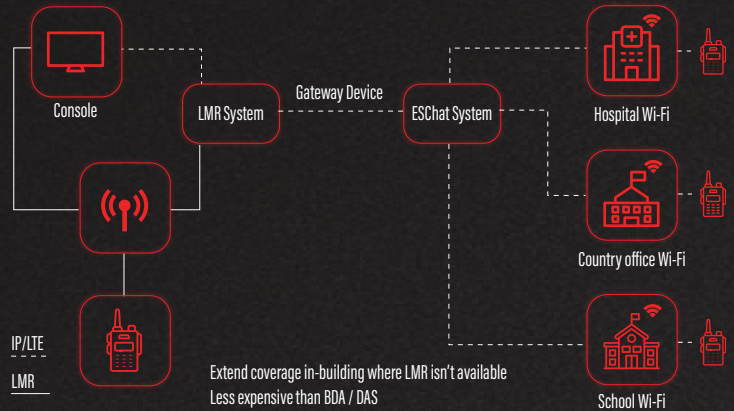 Console
LMR System
Gateway Device
ESChat System
Hospital Wi-Fi
Country office Wi-Fi
School Wi-Fi
IP/LTE
LMR
Extend coverage in-building where LMR isn't available
Less expensive than BDA / DAS